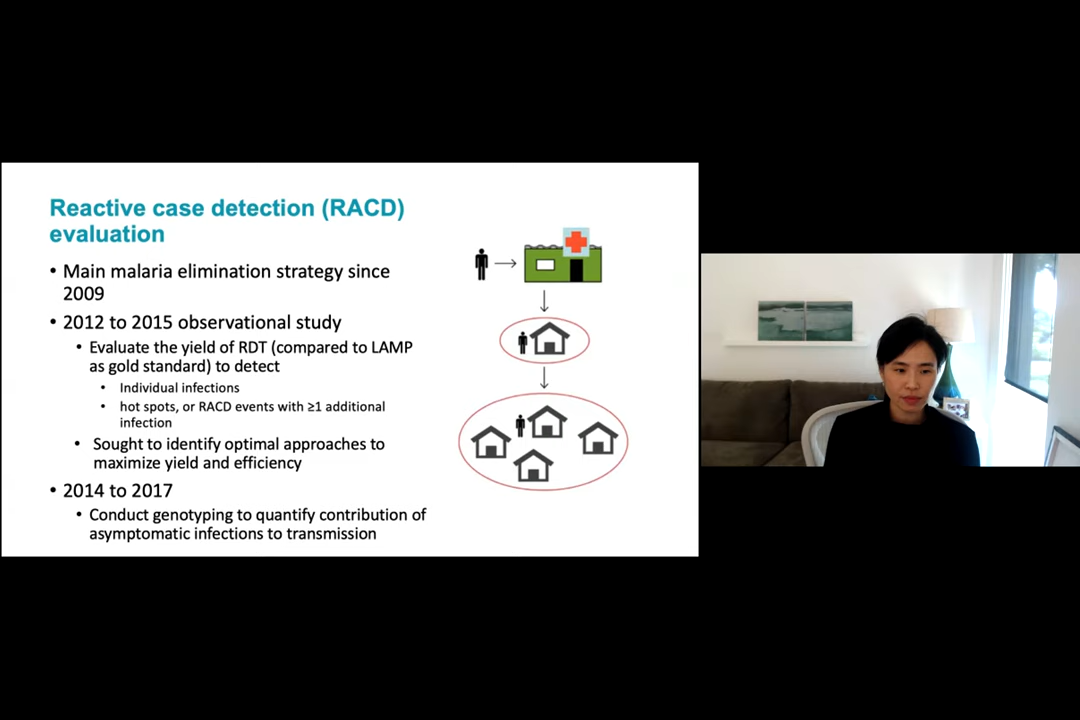 Reactive case detection (RACD)
evaluation
• Main malaria elimination strategy since
2009
• 2012 to 2015 observational study
• Evaluate the yield of RDT (compared to LAMP
as gold standard) to detect
• Individual infections
• hot spots, or RACD events with ≥1 additional
infection
• Sought to identify optimal approaches to
maximize yield and efficiency
• 2014 to 2017
• Conduct genotyping to quantify contribution of
asymptomatic infections to transmission